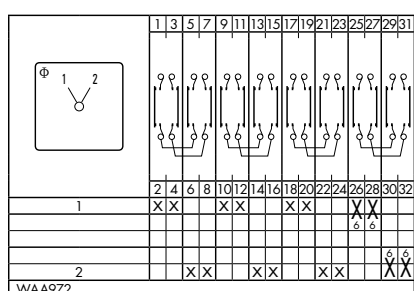 1 3 5 7 9 11 13 15 17 19 21 23 25 27 29 31
Φ 1 2
2 4 6 8 10 12 14 16 18 20 22 24 26 28 30 32
1 X X X X X X X X
6 6
6 6
2 X X X X X X X X
WAA972